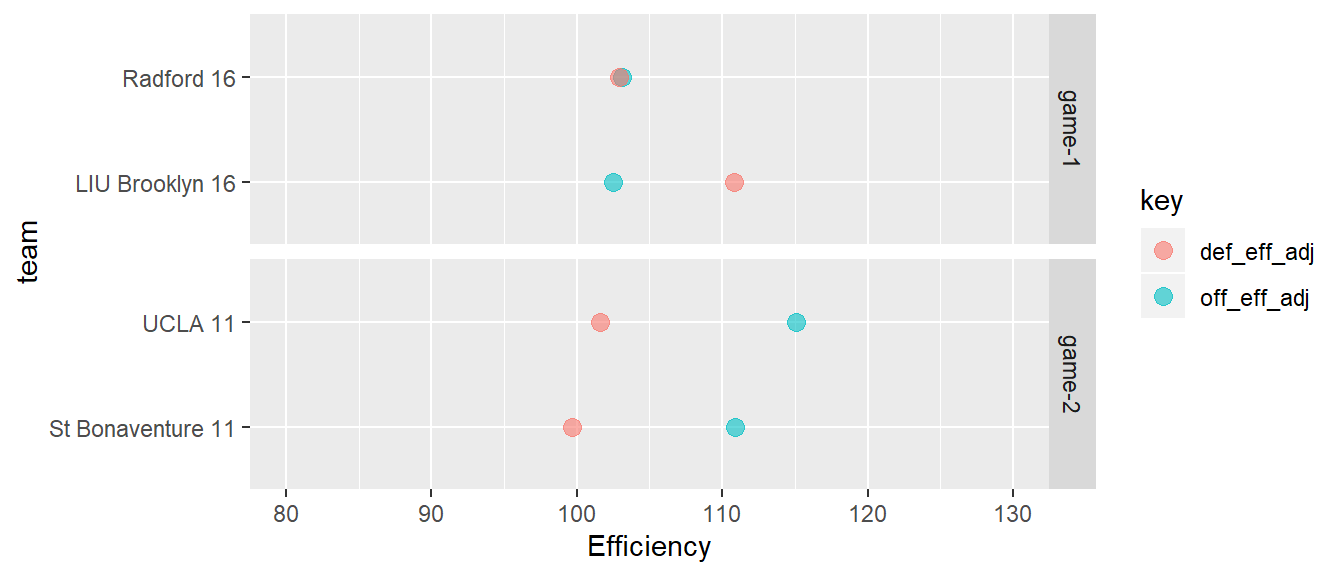 Radford 16
LIU Brooklyn 16
game-1
UCLA 11
St Bonaventure 11
game-2
team
80 90 100 110 120 130
Efficiency
key
def_eff_adj
off_eff_adj